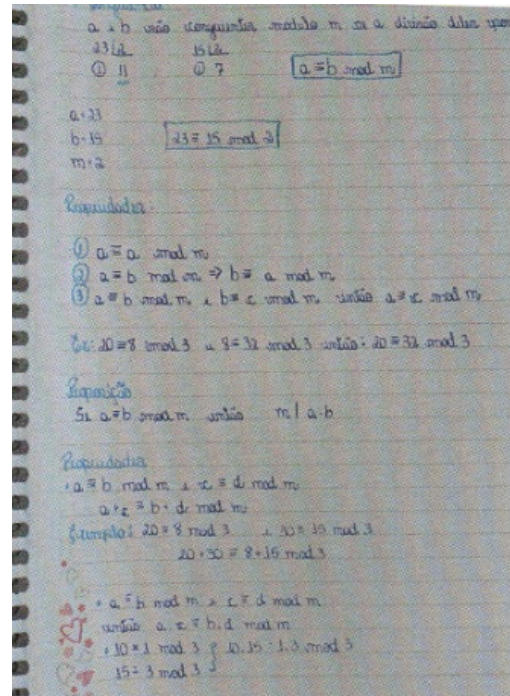 a e b são congruentes módulo m se a divisão deles por
23 |2 15 |2
① 11 ① 7 a ≡ b mod m
a = 23
b = 15 23 ≡ 15 mod 2
m = 2
Propriedades:
① a ≡ a mod m
② a ≡ b mod m ⇒ b ≡ a mod m
③ a ≡ b mod m e b ≡ c mod m então a ≡ c mod m
Ex: 20 ≡ 8 mod 3 e 8 ≡ 32 mod 3 então: 20 ≡ 32 mod 3
Proposição
Se a ≡ b mod m então m | a-b
Propriedades
• a ≡ b mod m e c ≡ d mod m
a + c ≡ b + d mod m
Exemplo: 20 ≡ 8 mod 3 e 30 ≡ 15 mod 3
20 + 30 ≡ 8 + 15 mod 3
• a ≡ b mod m e c ≡ d mod m
então a . c ≡ b . d mod m
• 10 ≡ 1 mod 3 10.15 ≡ 1.3 mod 3
15 ≡ 3 mod 3